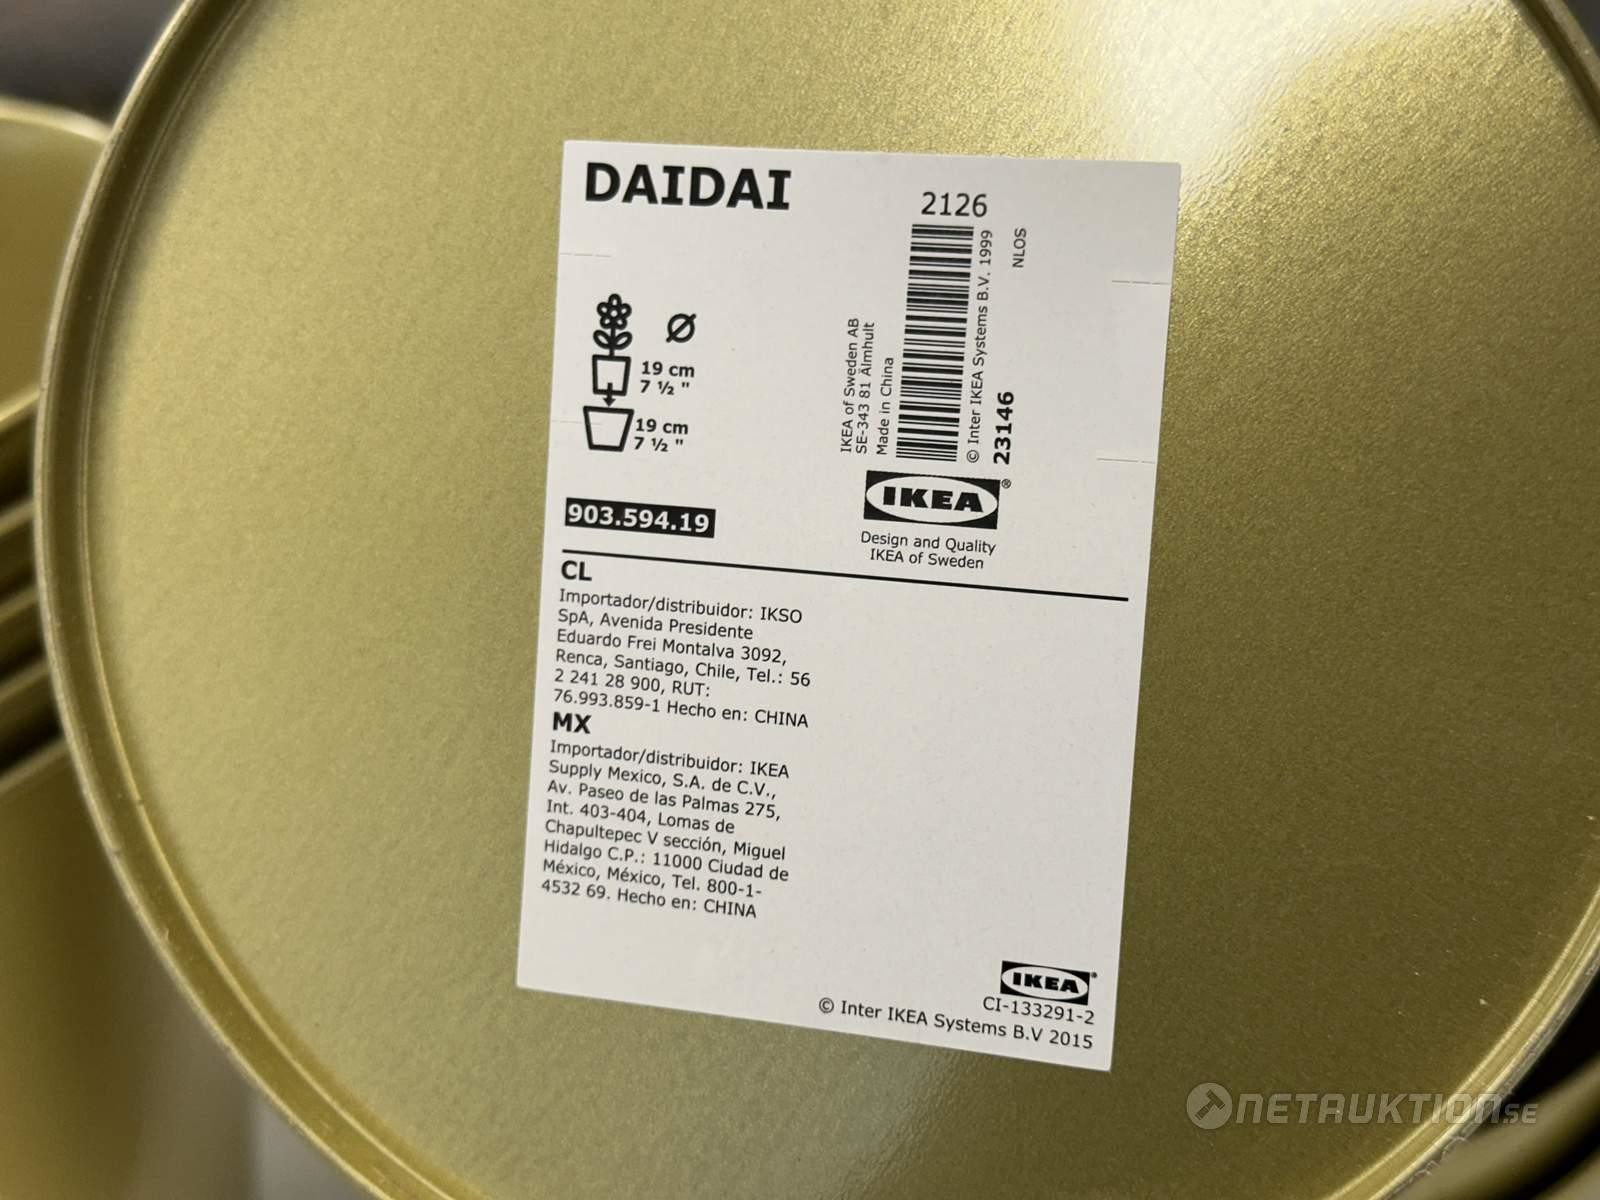 DAIDAI
2126
IKEA of Sweden AB
SE-343 81 Älmhult
Made in China
© Inter IKEA Systems B.V. 1999
23146
NLOS
Ø
19 cm
7 ½ "
19 cm
7 ½ "
903.594.19
IKEA®
Design and Quality
IKEA of Sweden
CL
Importador/distribuidor: IKSO
SpA, Avenida Presidente
Eduardo Frei Montalva 3092,
Renca, Santiago, Chile, Tel.: 56
2 241 28 900, RUT:
76.993.859-1 Hecho en: CHINA
MX
Importador/distribuidor: IKEA
Supply Mexico, S.A. de C.V.,
Av. Paseo de las Palmas 275,
Int. 403-404, Lomas de
Chapultepec V sección, Miguel
Hidalgo C.P.: 11000 Ciudad de
México, México, Tel. 800-1-
4532 69. Hecho en: CHINA
IKEA®
CI-133291-2
© Inter IKEA Systems B.V 2015
NETAUKTION.SE